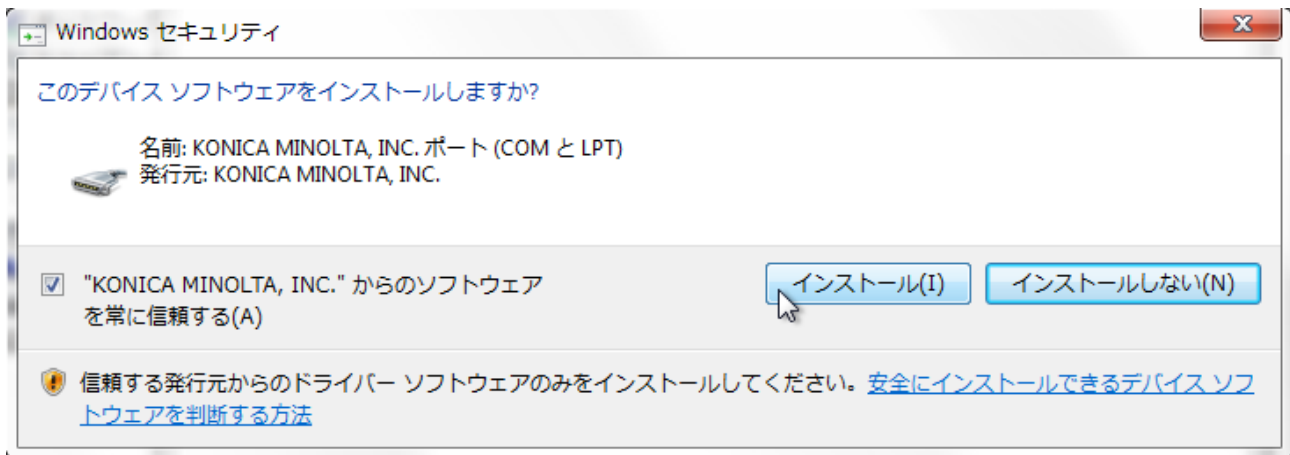 Windows セキュリティ
このデバイス ソフトウェアをインストールしますか?
名前: KONICA MINOLTA, INC. ポート (COM と LPT)
発行元: KONICA MINOLTA, INC.
"KONICA MINOLTA, INC." からのソフトウェア
を常に信頼する(A)
インストール(I)
インストールしない(N)
信頼する発行元からのドライバー ソフトウェアのみをインストールしてください。安全にインストールできるデバイス ソフ
トウェアを判断する方法